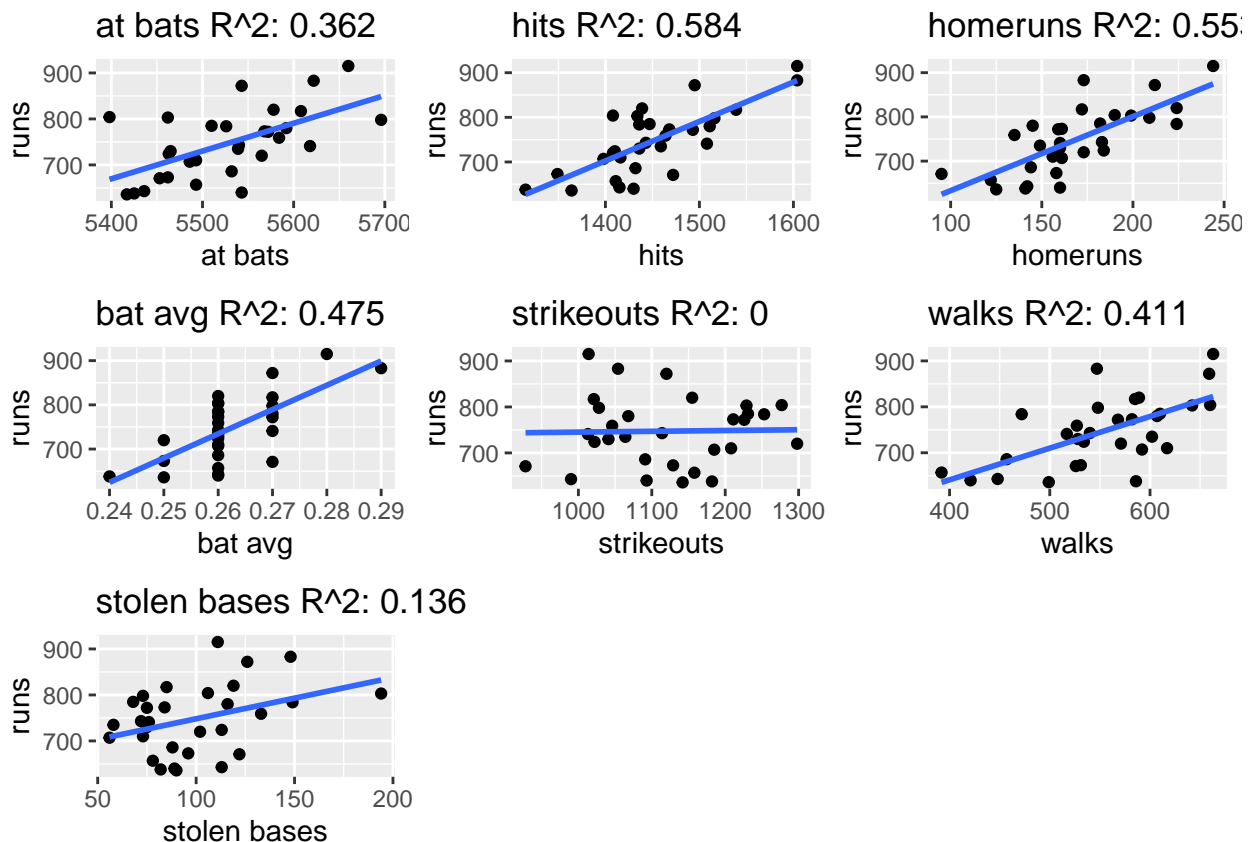 at bats R^2: 0.362
900
800
700
runs
5400 5500 5600 5700
at bats
hits R^2: 0.584
900
800
700
runs
1400 1500 1600
hits
homeruns R^2: 0.553
900
800
700
runs
100 150 200 250
homeruns
bat avg R^2: 0.475
900
800
700
runs
0.24 0.25 0.26 0.27 0.28 0.29
bat avg
strikeouts R^2: 0
900
800
700
runs
1000 1100 1200 1300
strikeouts
walks R^2: 0.411
900
800
700
runs
400 500 600
walks
stolen bases R^2: 0.136
900
800
700
runs
50 100 150 200
stolen bases